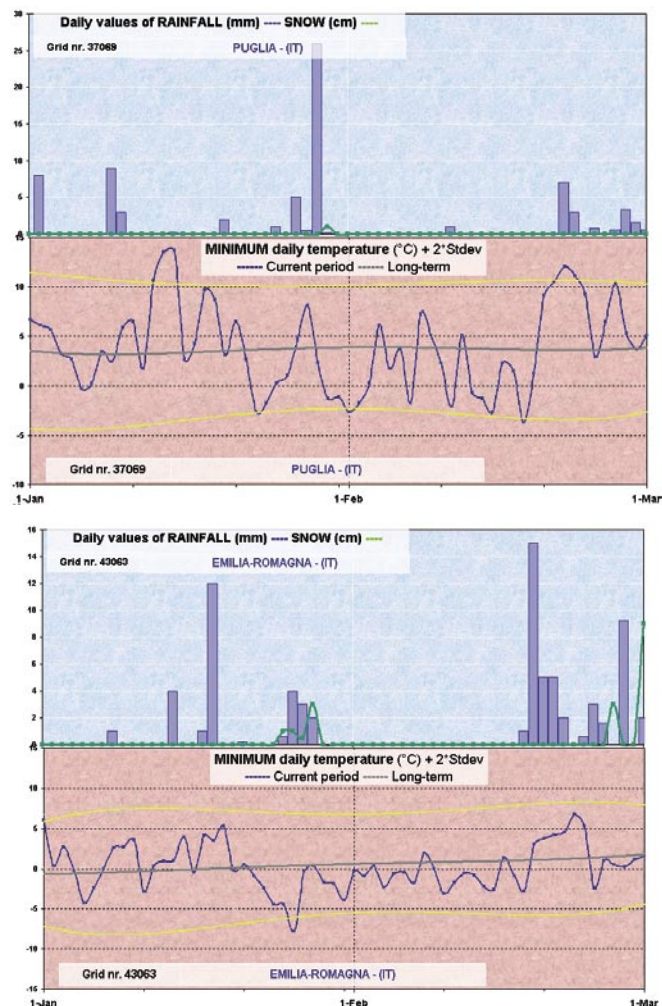 Daily values of RAINFALL (mm) ---- SNOW (cm) ----
Grid nr. 37069 PUGLIA - (IT)
30
25
20
15
10
5
0
MINIMUM daily temperature (°C) + 2*Stdev
Current period Long-term
15
10
5
0
-5
-10
Grid nr. 37069 PUGLIA - (IT)
1-Jan 1-Feb 1-Mar
Daily values of RAINFALL (mm) ---- SNOW (cm) ----
Grid nr. 43063 EMILIA-ROMAGNA - (IT)
16
14
12
10
8
6
4
2
0
MINIMUM daily temperature (°C) + 2*Stdev
Current period Long-term
15
10
5
0
-5
-10
-15
Grid nr. 43063 EMILIA-ROMAGNA - (IT)
1-Jan 1-Feb 1-Mar